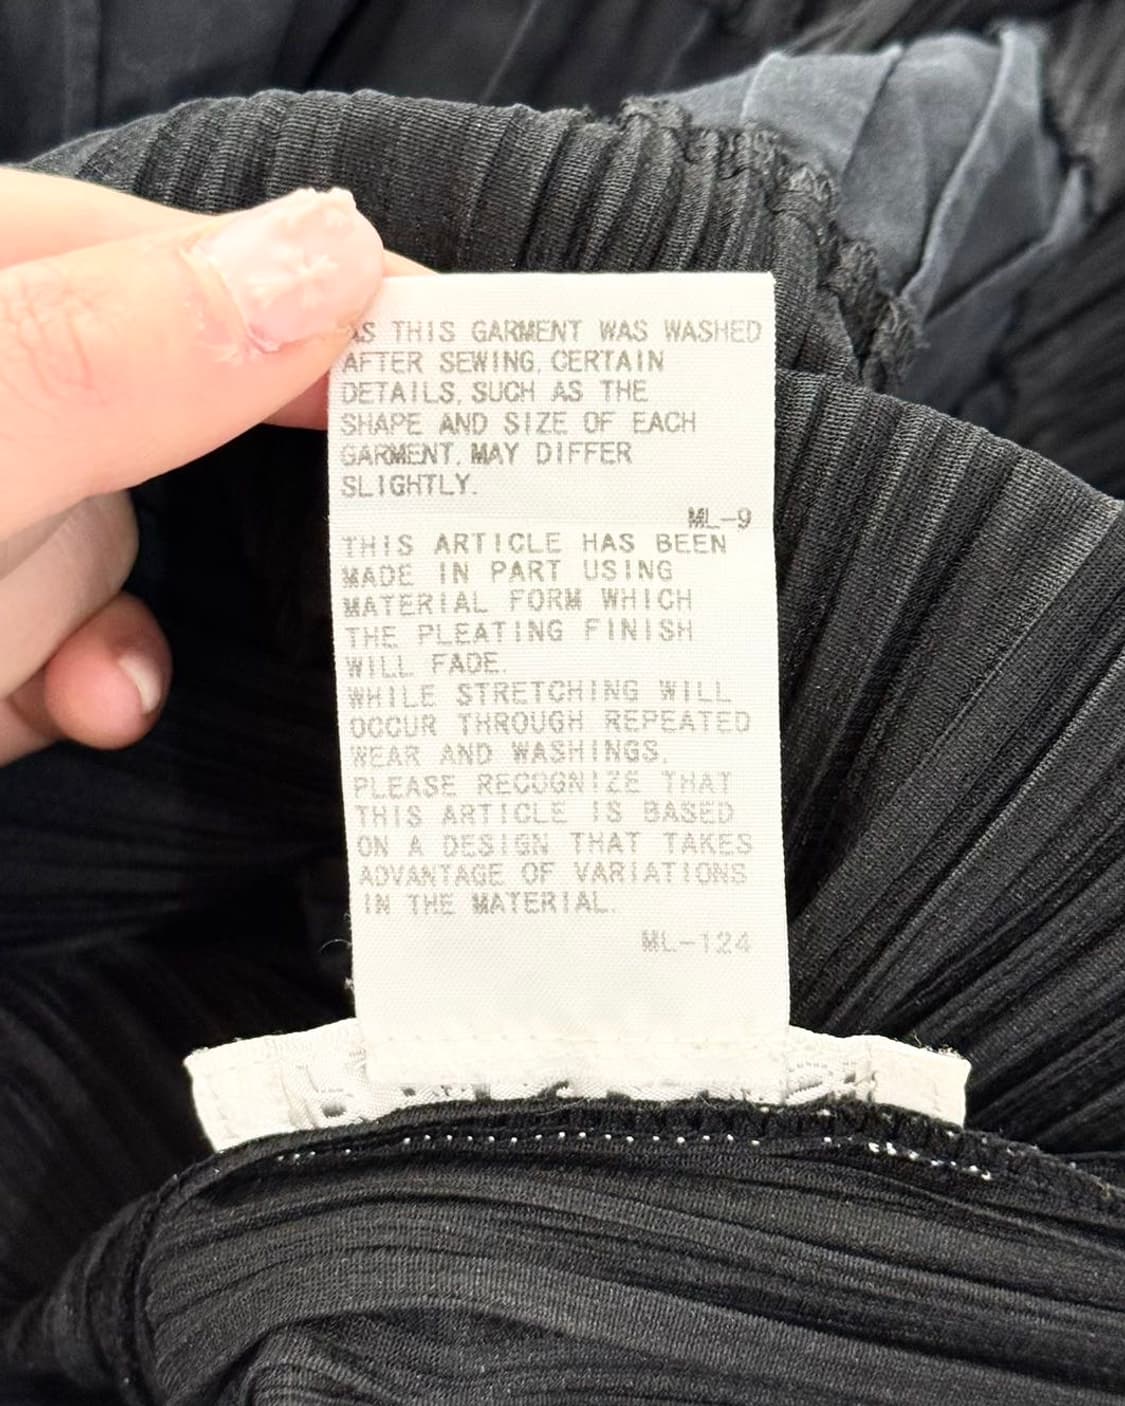 AS THIS GARMENT WAS WASHED
AFTER SEWING, CERTAIN
DETAILS, SUCH AS THE
SHAPE AND SIZE OF EACH
GARMENT, MAY DIFFER
SLIGHTLY.
ML-9
THIS ARTICLE HAS BEEN
MADE IN PART USING
MATERIAL FORM WHICH
THE PLEATING FINISH
WILL FADE.
WHILE STRETCHING WILL
OCCUR THROUGH REPEATED
WEAR AND WASHINGS,
PLEASE RECOGNIZE THAT
THIS ARTICLE IS BASED
ON A DESIGN THAT TAKES
ADVANTAGE OF VARIATIONS
IN THE MATERIAL.
ML-124